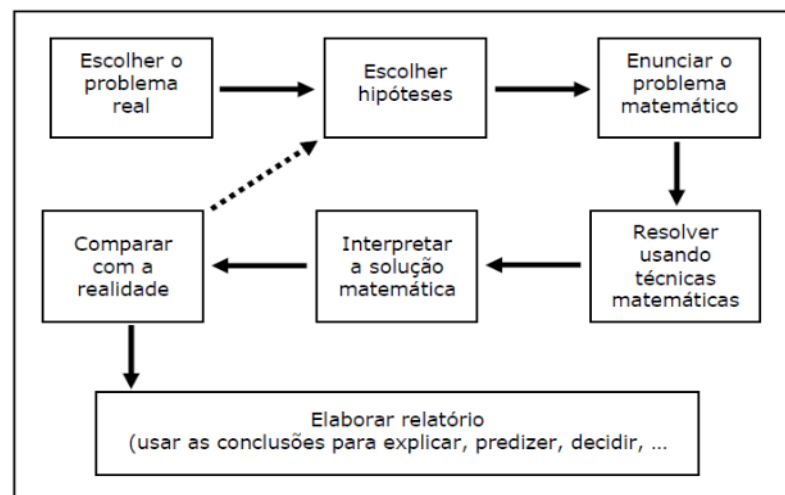 Escolher o
problema
real
Escolher
hipóteses
Enunciar o
problema
matemático
Resolver
usando
técnicas
matemáticas
Interpretar
a solução
matemática
Comparar
com a
realidade
Elaborar relatório
(usar as conclusões para explicar, predizer, decidir, ...